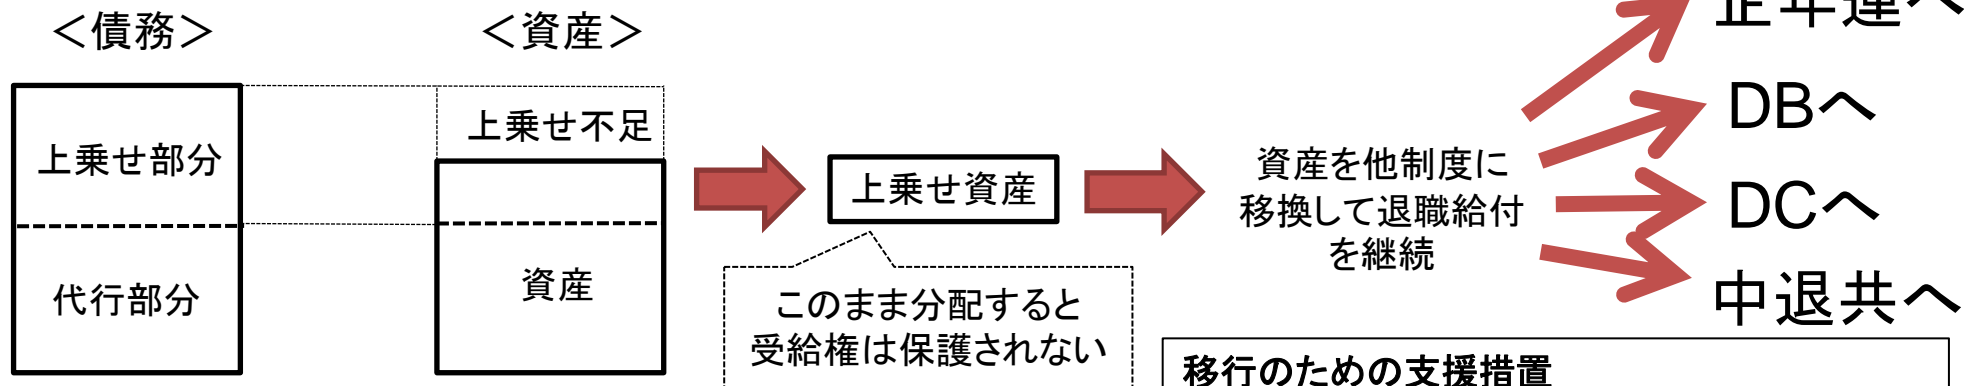 ＜債務＞
上乗せ部分
代行部分
＜資産＞
上乗せ不足
資産
上乗せ資産
このまま分配すると
受給権は保護されない
資産を他制度に
移換して退職給付
を継続
DBへ
DCへ
中退共へ
移行のための支援措置